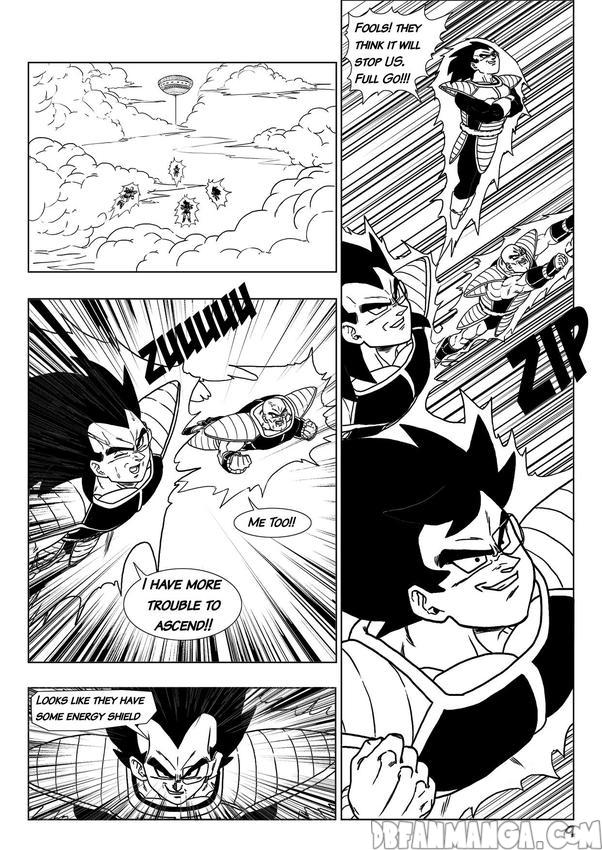 ZUUUUU
I HAVE MORE
TROUBLE TO
ASCEND!!
ME TOO!!
LOOKS LIKE THEY HAVE
SOME ENERGY SHIELD
FOOLS! THEY
THINK IT WILL
STOP US.
FULL GO!!!
ZIP
9
DBFANMANGA.COM